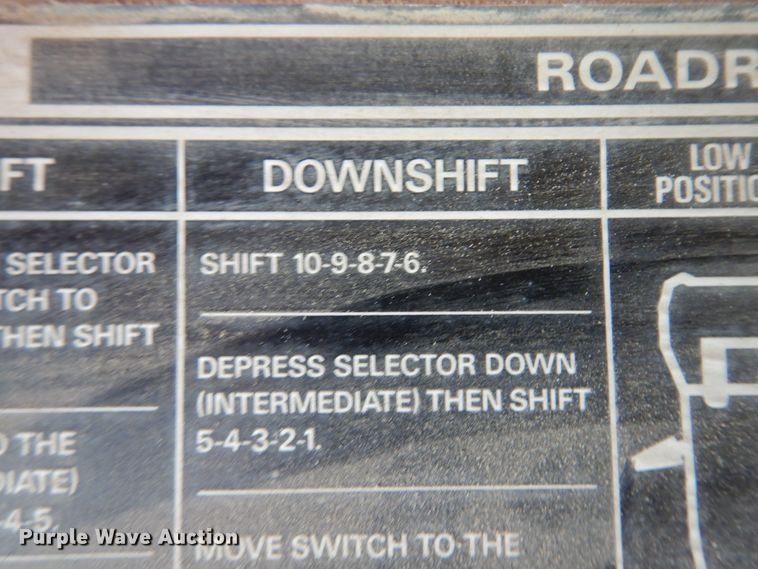 ROADR
FT
DOWNSHIFT
LOW
POSITIO
SELECTOR
TCH TO
THEN SHIFT
SHIFT 10-9-8-7-6.
DEPRESS SELECTOR DOWN
(INTERMEDIATE) THEN SHIFT
5-4-3-2-1.
O THE
DIATE)
-4-5.
MOVE SWITCH TO THE
Purple Wave Auction